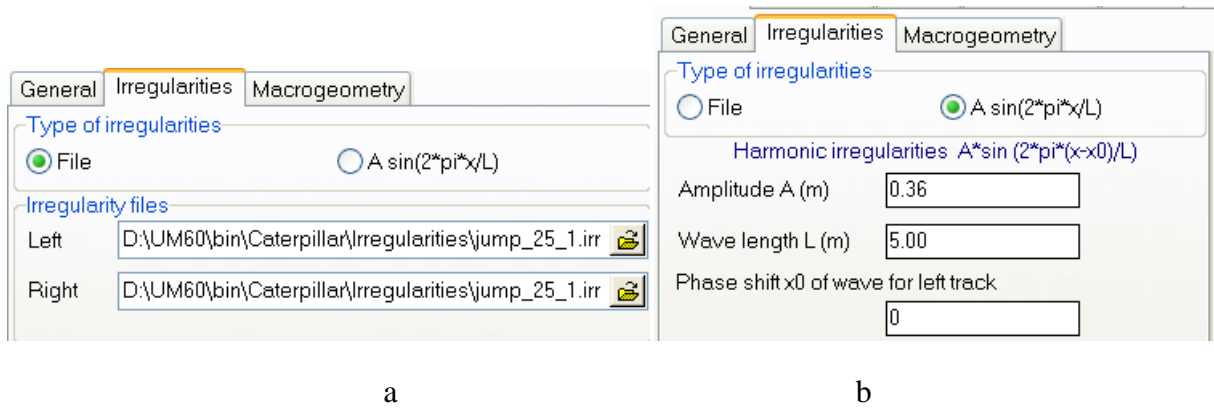 General Irregularities Macrogeometry
Type of irregularities
File A sin(2*pi*x/L)
Irregularity files
Left D:\UM60\bin\Caterpillar\Irregularities\jump_25_1.irr
Right D:\UM60\bin\Caterpillar\Irregularities\jump_25_1.irr
a
General Irregularities Macrogeometry
Type of irregularities
File A sin(2*pi*x/L)
Harmonic irregularities A*sin (2*pi*(x-x0)/L)
Amplitude A (m) 0.36
Wave length L (m) 5.00
Phase shift x0 of wave for left track
0
b